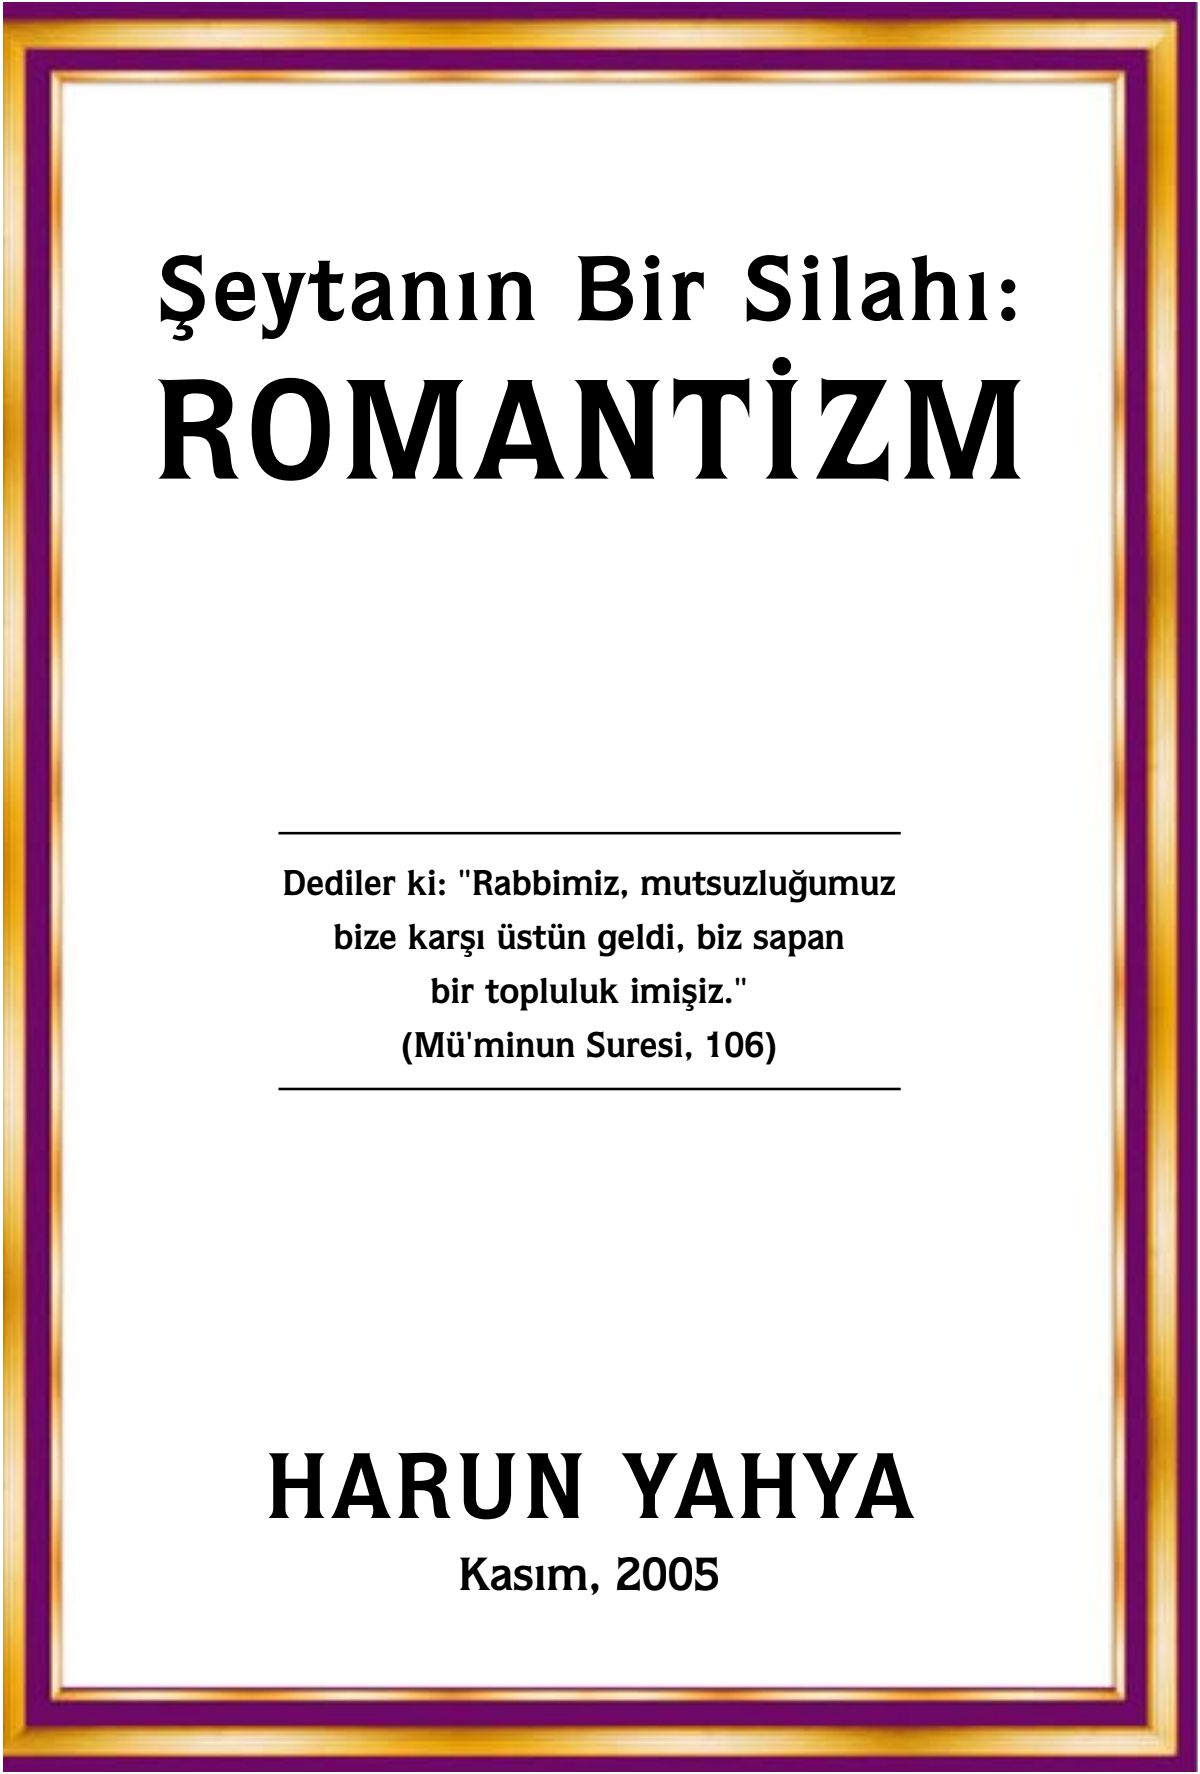 Şeytanın Bir Silahı:
ROMANTİZM
Dediler ki: "Rabbimiz, mutsuzluğumuz
bize karşı üstün geldi, biz sapan
bir topluluk imişiz."
(Mü'minun Suresi, 106)
HARUN YAHYA
Kasım, 2005